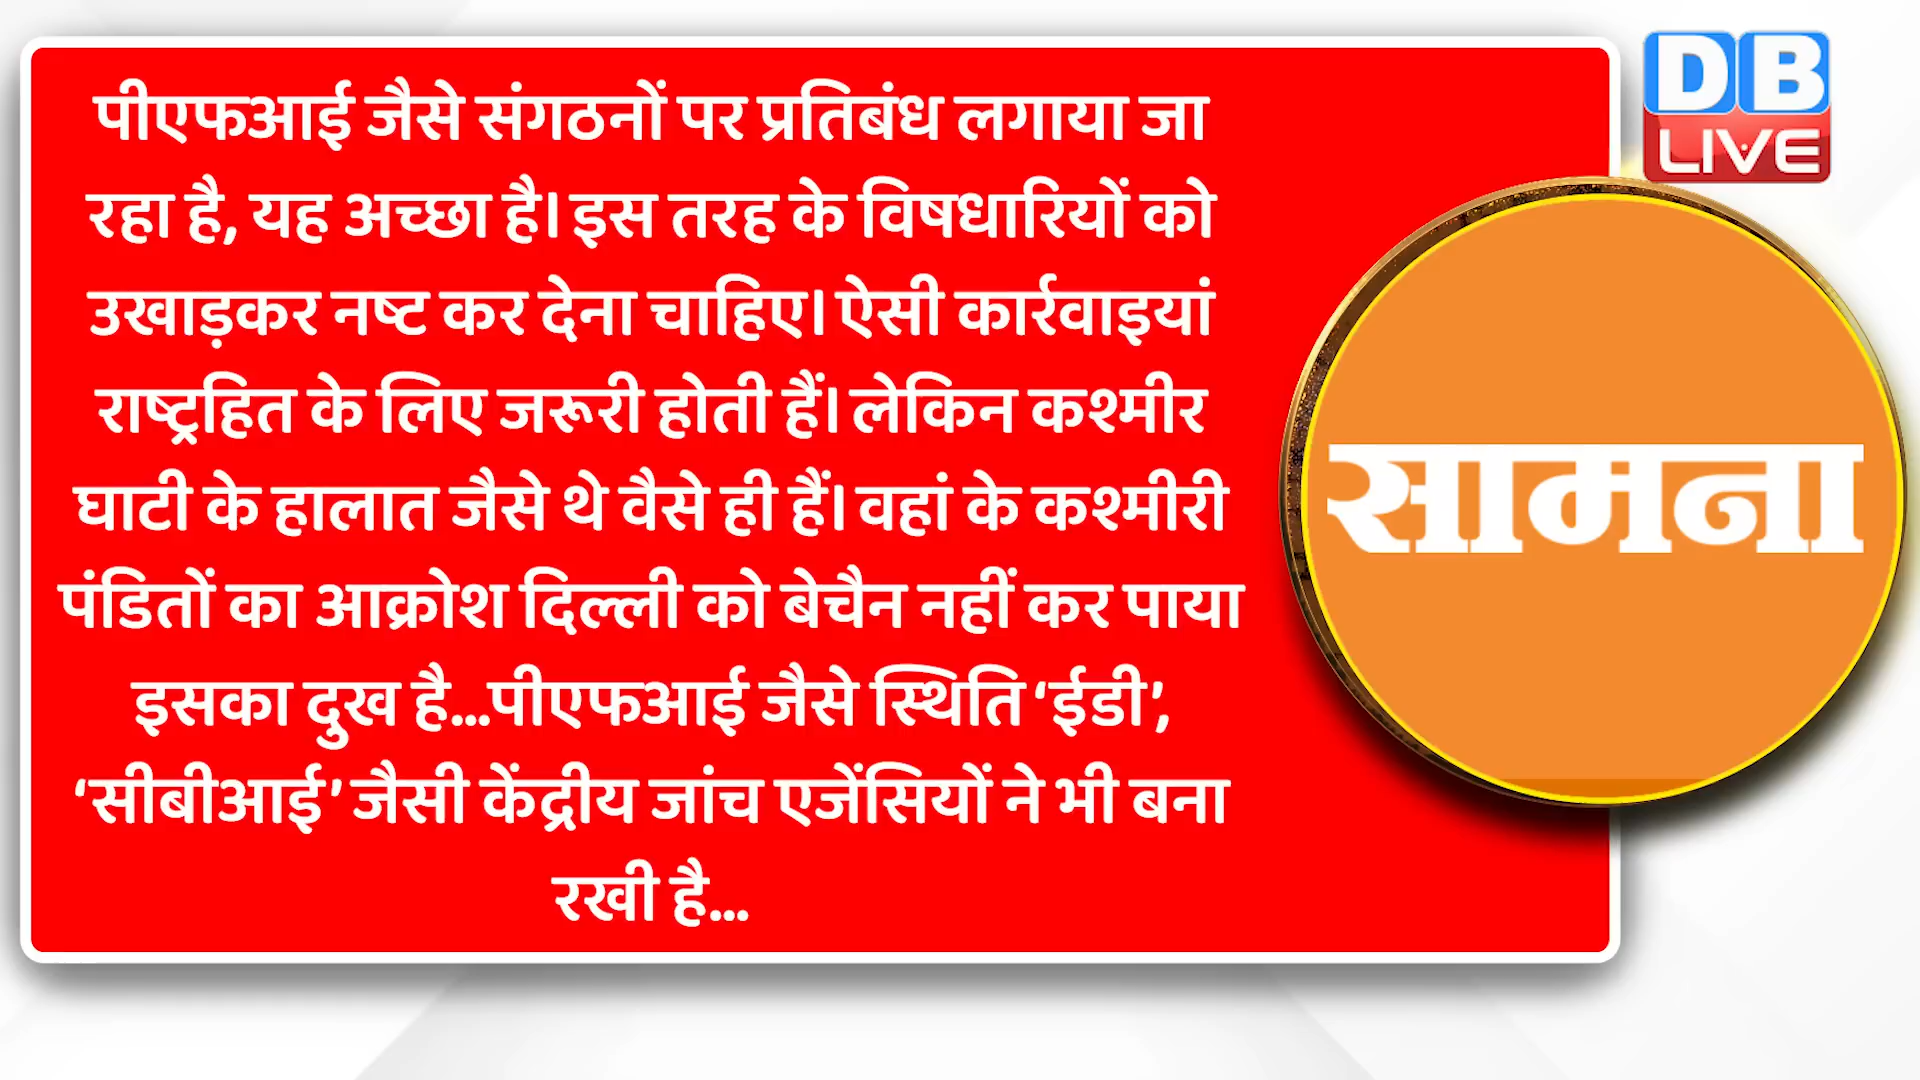 पीएफआई जैसे संगठनों पर प्रतिबंध लगाया जा
रहा है, यह अच्छा है। इस तरह के विषधारियों को
उखाड़कर नष्ट कर देना चाहिए। ऐसी कार्रवाइयां
राष्ट्रहित के लिए जरूरी होती हैं। लेकिन कश्मीर
घाटी के हालात जैसे थे वैसे ही हैं। वहां के कश्मीरी
पंडितों का आक्रोश दिल्ली को बेचैन नहीं कर पाया
इसका दुख है...पीएफआई जैसे स्थिति ‘ईडी’,
‘सीबीआई’ जैसी केंद्रीय जांच एजेंसियों ने भी बना
रखी है...
DB
LIVE
सामना